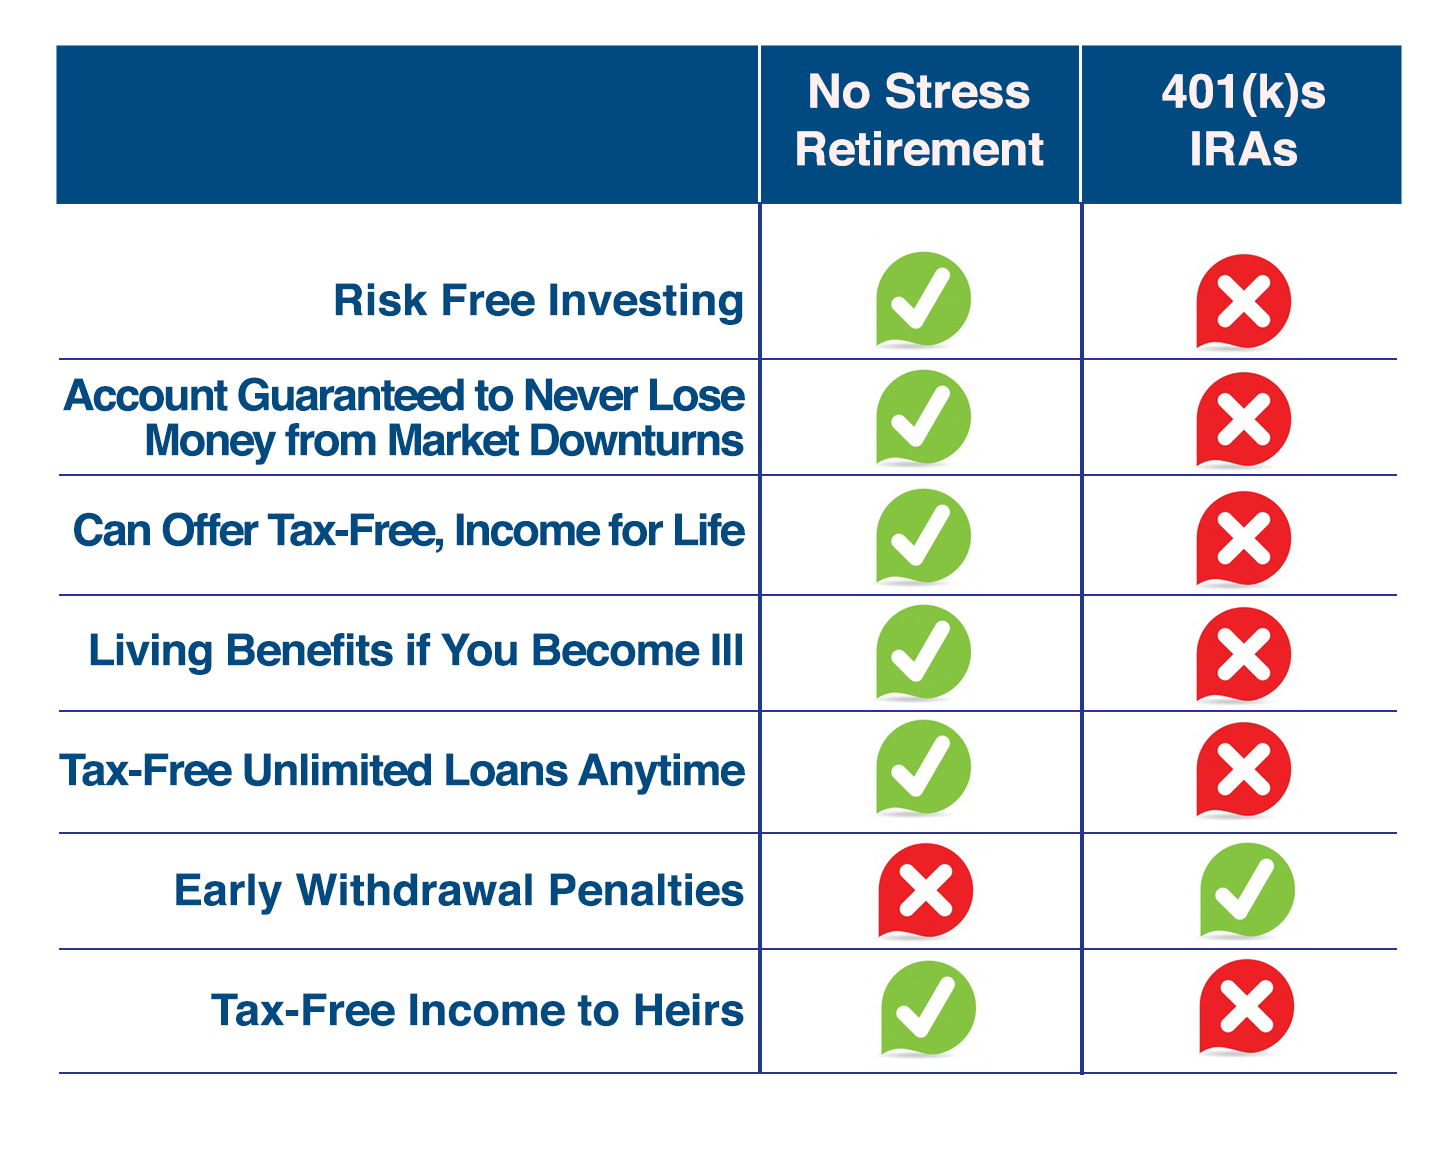 No Stress
Retirement
401(k)s
IRAs
Risk Free Investing
Account Guaranteed to Never Lose
Money from Market Downturns
Can Offer Tax-Free, Income for Life
Living Benefits if You Become Ill
Tax-Free Unlimited Loans Anytime
Early Withdrawal Penalties
Tax-Free Income to Heirs